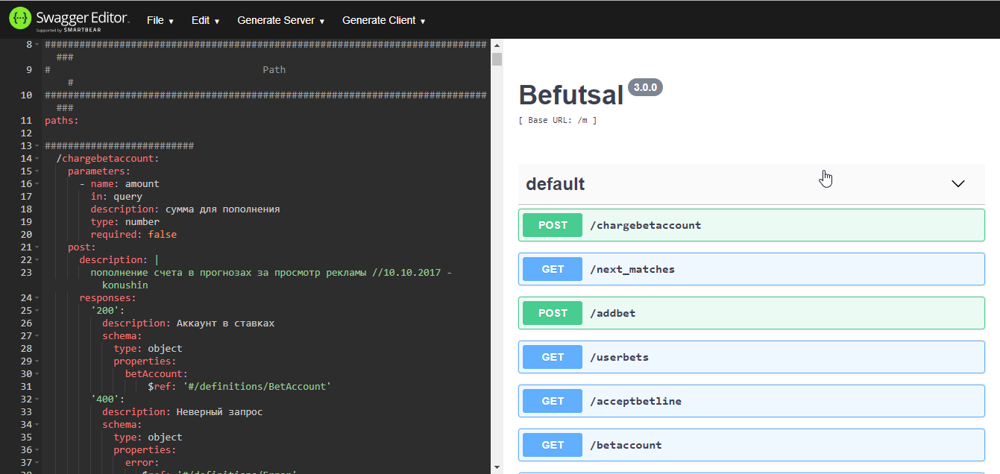 Swagger Editor
Supported by SMARTBEAR
File ▾
Edit ▾
Generate Server ▾
Generate Client ▾
8 #############################################################################
###
9 # Path
#
10 #############################################################################
###
11 paths:
12
13 ##########################
14 /chargebetaccount:
15 parameters:
16 - name: amount
17 in: query
18 description: сумма для пополнения
19 type: number
20 required: false
21 post:
22 description: |
23 пополнение счета в прогнозах за просмотр рекламы //10.10.2017 -
konushin
24 responses:
25 '200':
26 description: Аккаунт в ставках
27 schema:
28 type: object
29 properties:
30 betAccount:
31 $ref: '#/definitions/BetAccount'
32 '400':
33 description: Неверный запрос
34 schema:
35 type: object
36 properties:
37 error:
38 $ref: '#/definitions/Error'
Befutsal 3.0.0
[ Base URL: /m ]
default
POST /chargebetaccount
GET /next_matches
POST /addbet
GET /userbets
GET /acceptbetline
GET /betaccount